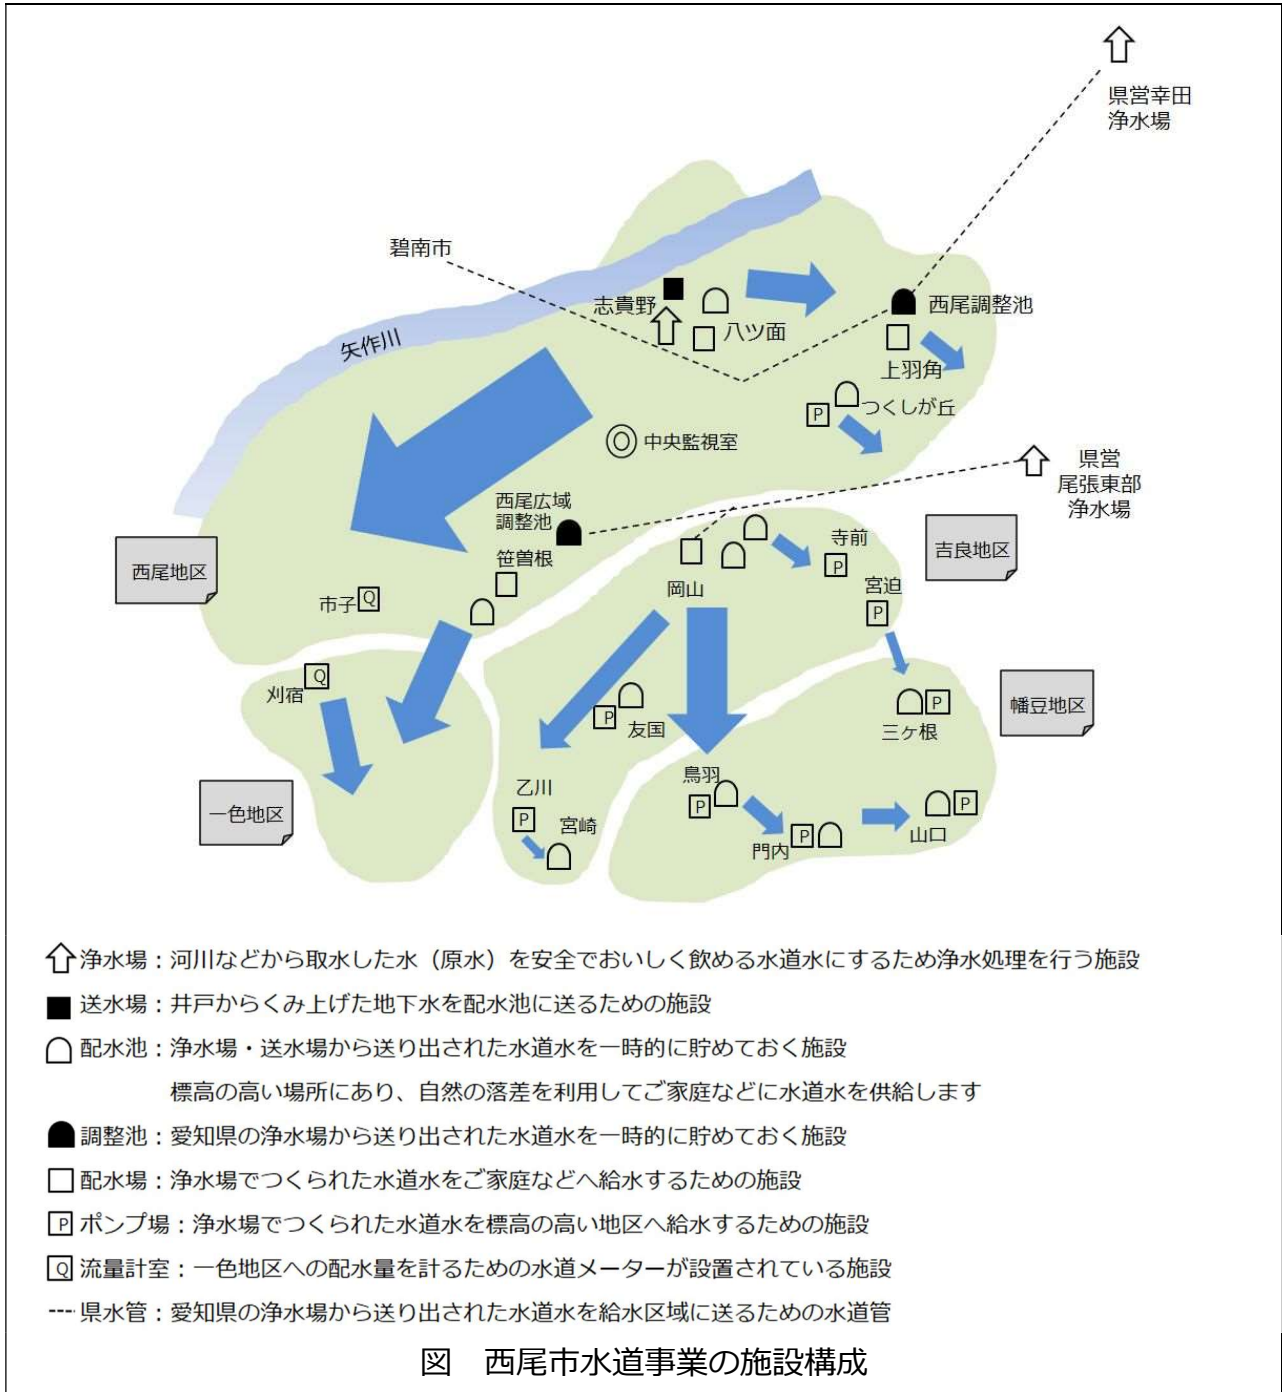 県営幸田
浄水場
碧南市
志貴野
八ツ面
西尾調整池
矢作川
上羽角
P
つくしが丘
中央監視室
県営
尾張東部
浄水場
西尾広域
調整池
寺前
P
吉良地区
西尾地区
笹曽根
岡山
宮迫
P
市子 Q
刈宿 Q
P
友国
P
三ヶ根
幡豆地区
鳥羽
P
乙川
P
宮崎
一色地区
門内 P
P
山口
浄水場：河川などから取水した水（原水）を安全でおいしく飲める水道水にするため浄水処理を行う施設
送水場：井戸からくみ上げた地下水を配水池に送るための施設
配水池：浄水場・送水場から送り出された水道水を一時的に貯めておく施設
標高の高い場所にあり、自然の落差を利用してご家庭などに水道水を供給します
調整池：愛知県の浄水場から送り出された水道水を一時的に貯めておく施設
配水場：浄水場でつくられた水道水をご家庭などへ給水するための施設
P ポンプ場：浄水場でつくられた水道水を標高の高い地区へ給水するための施設
Q 流量計室：一色地区への配水量を計るための水道メーターが設置されている施設
県水管：愛知県の浄水場から送り出された水道水を給水区域に送るための水道管
図　西尾市水道事業の施設構成